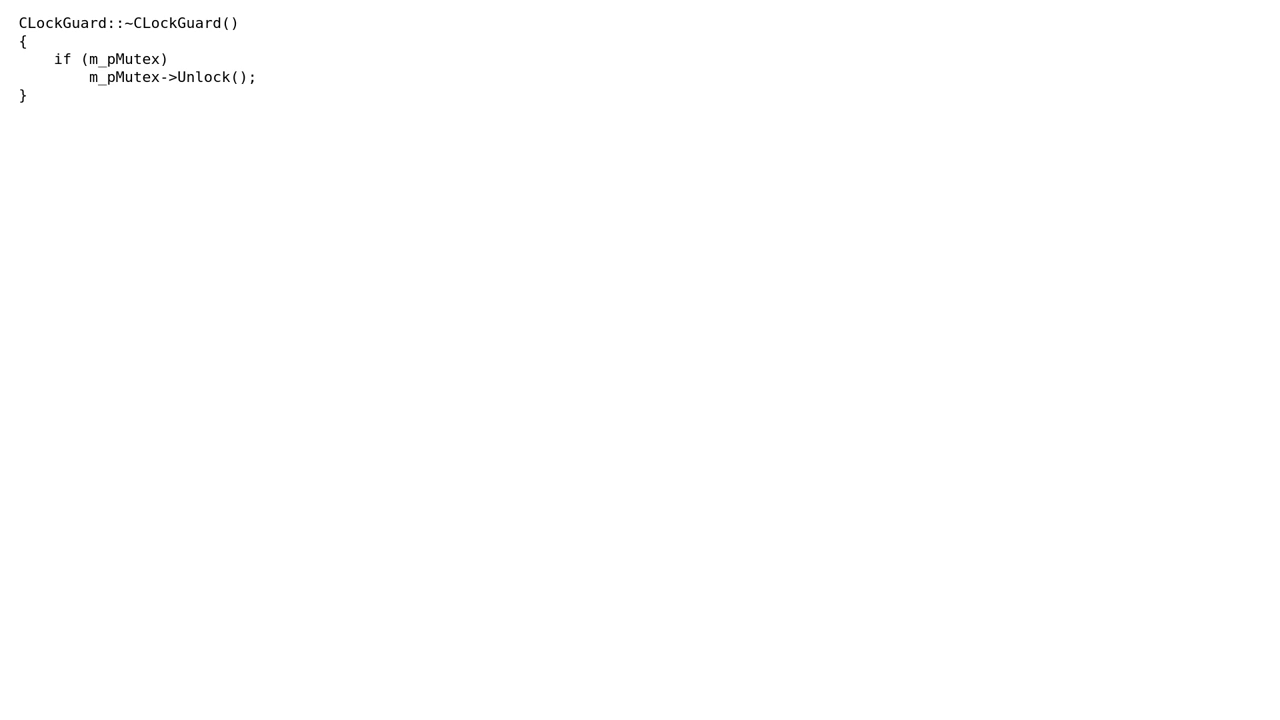 CLockGuard::~CLockGuard()
{
    if (m_pMutex)
        m_pMutex->Unlock();
}